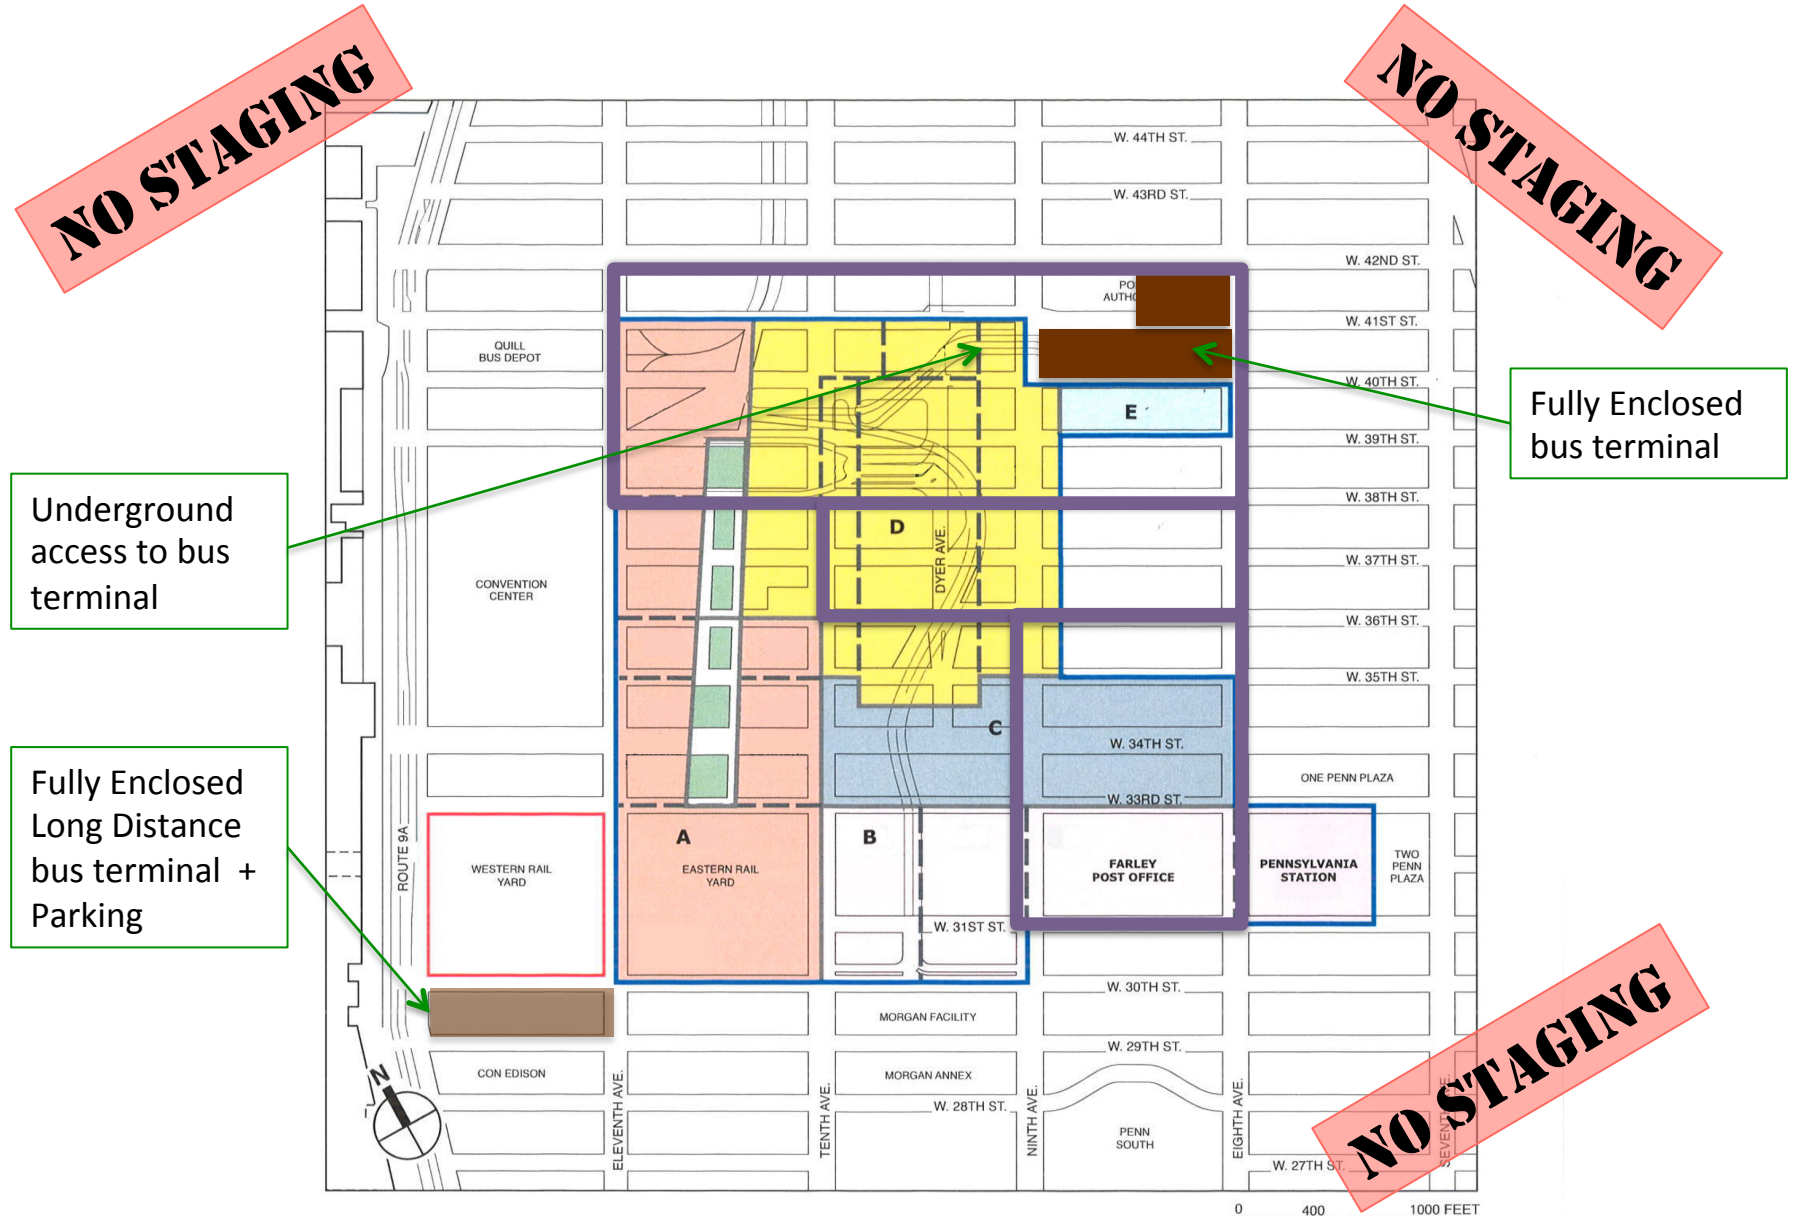 NO STAGING
NO STAGING
W. 44TH ST.
W. 43RD ST.
W. 42ND ST.
PO
AUTHO
W. 41ST ST.
QUILL
BUS DEPOT
W. 40TH ST.
E
Fully Enclosed
bus terminal
W. 39TH ST.
W. 38TH ST.
Underground
access to bus
terminal
D
DYER AVE.
CONVENTION
CENTER
W. 37TH ST.
W. 36TH ST.
W. 35TH ST.
C
W. 34TH ST.
Fully Enclosed
Long Distance
bus terminal +
Parking
ONE PENN PLAZA
W. 33RD ST.
ROUTE 9A
WESTERN RAIL
YARD
A
EASTERN RAIL
YARD
B
FARLEY
POST OFFICE
PENNSYLVANIA
STATION
TWO
PENN
PLAZA
W. 31ST ST.
W. 30TH ST.
MORGAN FACILITY
W. 29TH ST.
N
CON EDISON
MORGAN ANNEX
W. 28TH ST.
ELEVENTH AVE.
TENTH AVE.
NINTH AVE.
PENN
SOUTH
EIGHTH AVE.
W. 27TH ST.
NO STAGING
0 400 1000 FEET